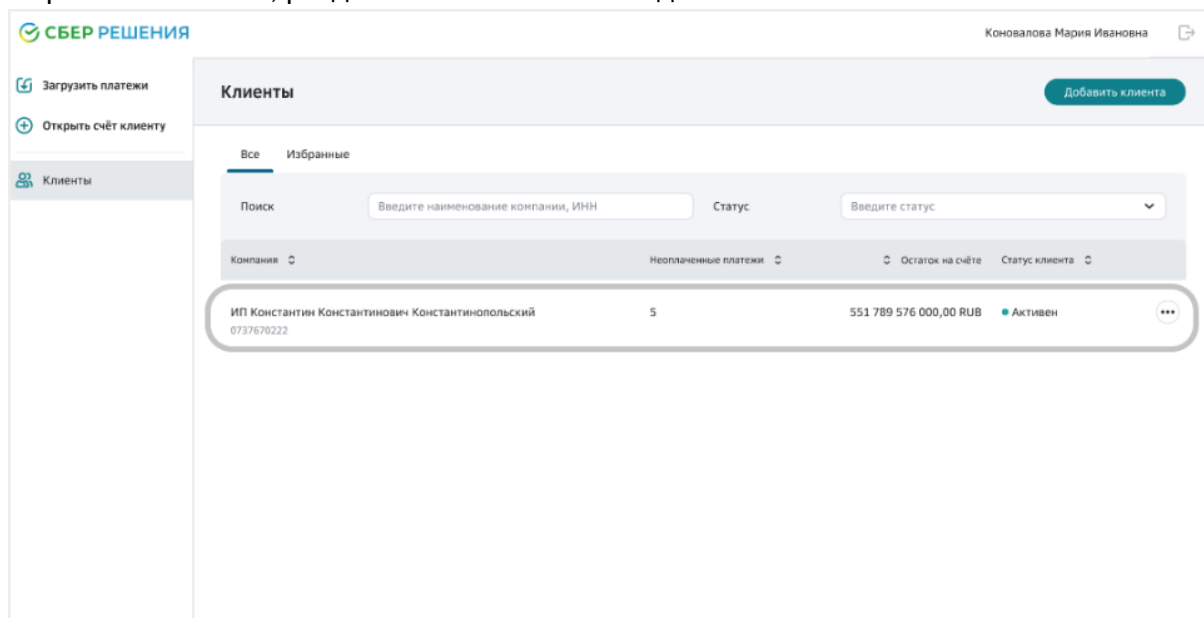 СБЕР РЕШЕНИЯ
Коновалова Мария Ивановна
Загрузить платежи
Открыть счёт клиенту
Клиенты
Клиенты
Добавить клиента
Все Избранные
Поиск Введите наименование компании, ИНН Статус Введите статус
Компания Неоплаченные платежи Остаток на счёте Статус клиента
ИП Константин Константинович Константинопольский 5 551 789 576 000,00 RUB Активен
0737670222